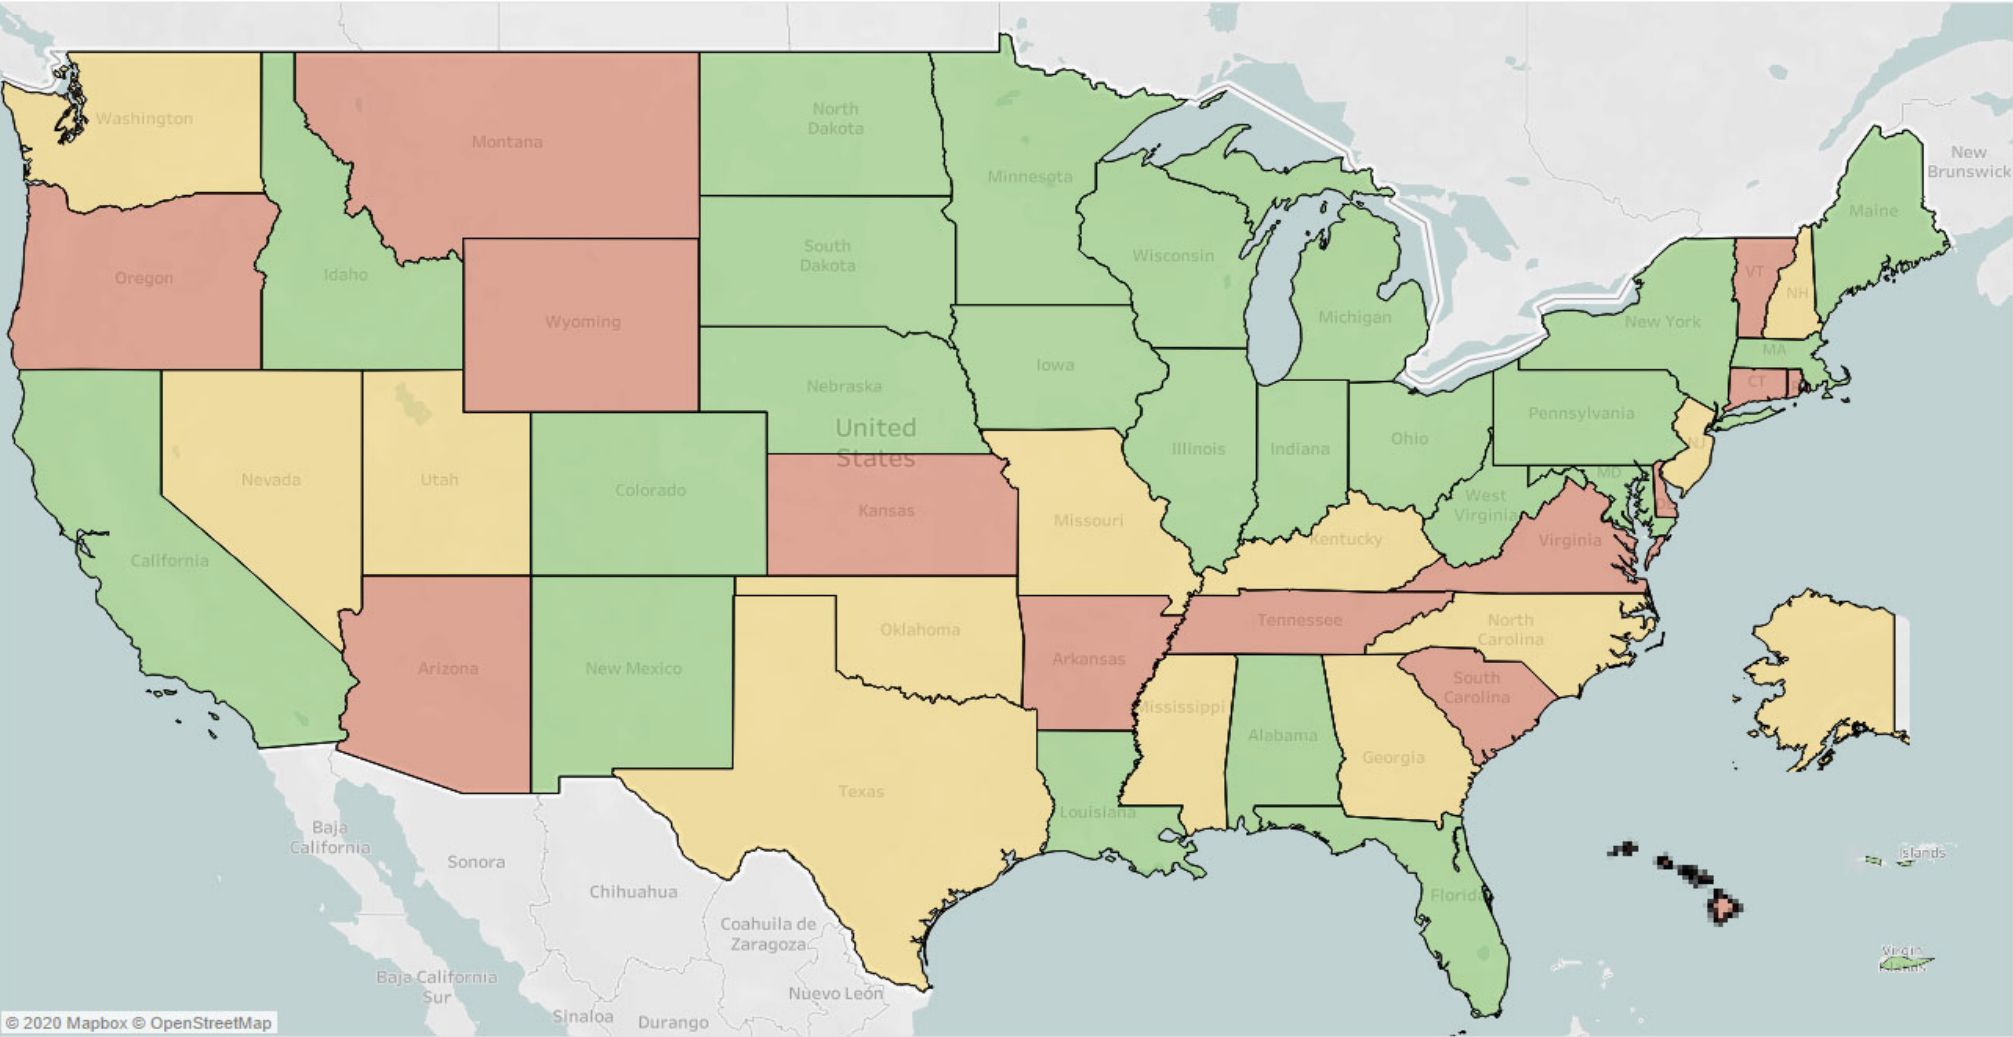 New
Brunswick
Washington
Montana
North
Dakota
Minnesota
Maine
Oregon
Idaho
South
Dakota
Wisconsin
VT
NH
Wyoming
Michigan
New York
MA
Iowa
CT
Nebraska
Pennsylvania
United
States
Illinois
Indiana
Ohio
NJ
Nevada
Utah
Colorado
MD
West
Virginia
Kansas
Missouri
DE
Kentucky
Virginia
California
Oklahoma
Tennessee
North
Carolina
Arizona
New Mexico
Arkansas
South
Carolina
Mississippi
Alabama
Georgia
Texas
Louisiana
Baja
California
Sonora
Islands
Chihuahua
Florida
Coahuila de
Zaragoza
Virgin
Islands
Baja California
Sur
Nuevo León
Sinaloa
Durango
© 2020 Mapbox © OpenStreetMap